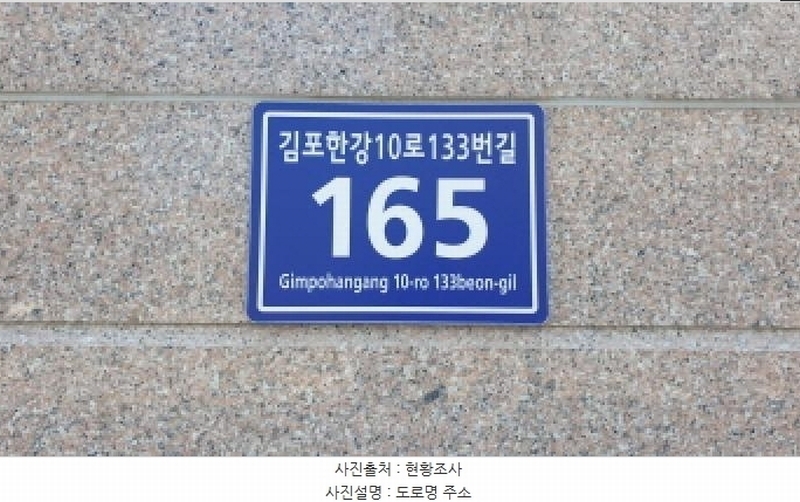 김포한강10로133번길
165
Gimpohangang 10-ro 133beon-gil
사진출처 : 현황조사
사진설명 : 도로명 주소